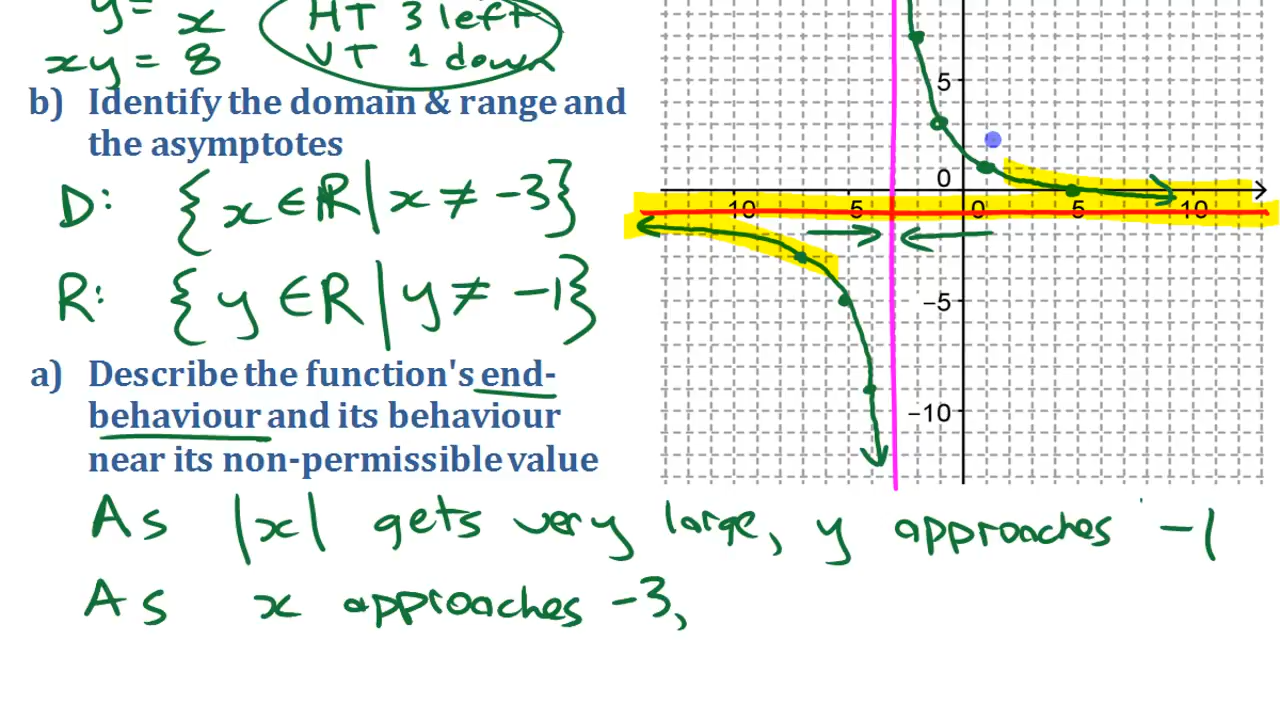 y = x
HT 3 left
xy = 8
VT 1 down
b) Identify the domain & range and
the asymptotes
D: {x ∈ R | x ≠ -3}
R: {y ∈ R | y ≠ -1}
a) Describe the function's end-
behaviour and its behaviour
near its non-permissible value
As |x| gets very large, y approaches -1
As x approaches -3,
5
0
10 5 0 5 10
-5
-10